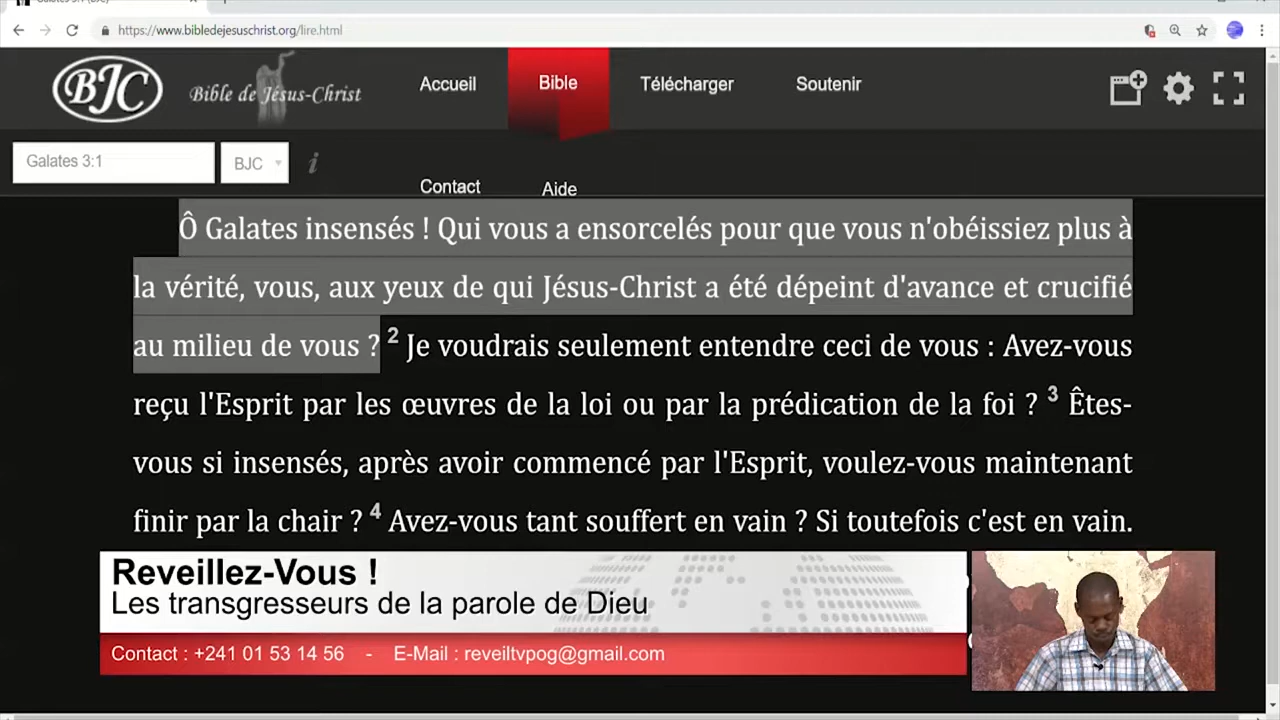 https://www.bibledejesuschrist.org/lire.html
BJC
Bible de Jésus-Christ
Accueil
Bible
Télécharger
Soutenir
Galates 3:1
BJC
i
Contact
Aide
Ô Galates insensés ! Qui vous a ensorcelés pour que vous n'obéissiez plus à
la vérité, vous, aux yeux de qui Jésus-Christ a été dépeint d'avance et crucifié
au milieu de vous ? 2 Je voudrais seulement entendre ceci de vous : Avez-vous
reçu l'Esprit par les œuvres de la loi ou par la prédication de la foi ? 3 Êtes-
vous si insensés, après avoir commencé par l'Esprit, voulez-vous maintenant
finir par la chair ? 4 Avez-vous tant souffert en vain ? Si toutefois c'est en vain.
Reveillez-Vous !
Les transgresseurs de la parole de Dieu
Contact : +241 01 53 14 56 - E-Mail : reveiltvpog@gmail.com